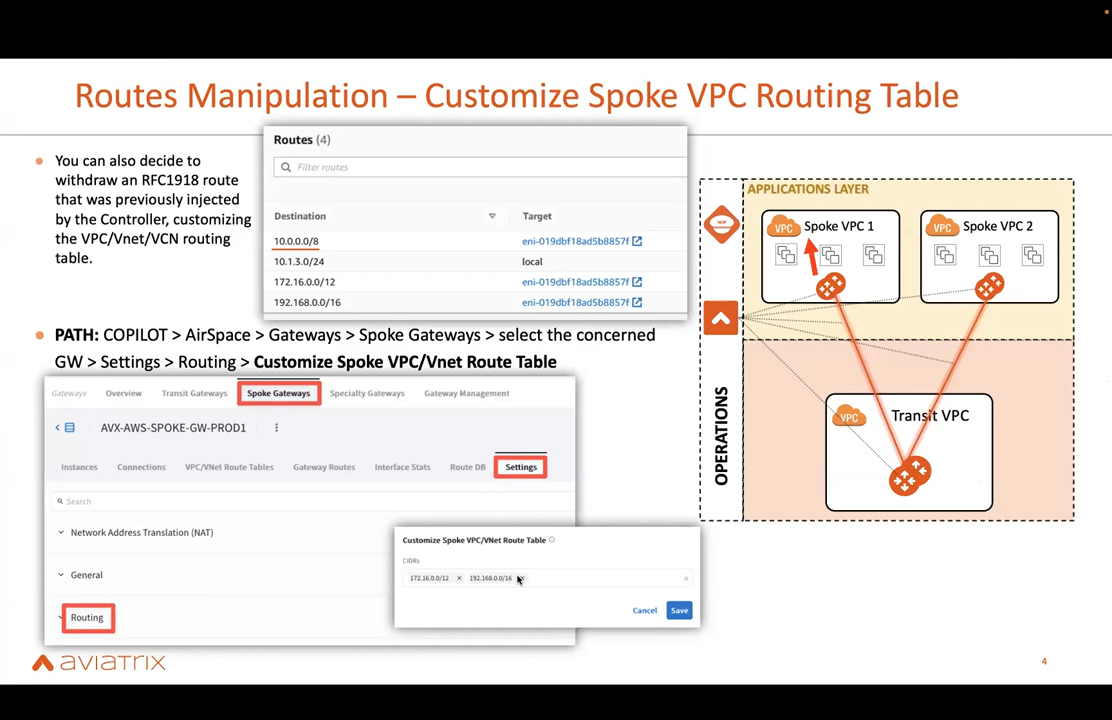 Routes Manipulation – Customize Spoke VPC Routing Table
You can also decide to
withdraw an RFC1918 route
that was previously injected
by the Controller, customizing
the VPC/Vnet/VCN routing
table.
Routes (4)
Filter routes
Destination Target
10.0.0.0/8 eni-019dbf18ad5b8857f
10.1.3.0/24 local
172.16.0.0/12 eni-019dbf18ad5b8857f
192.168.0.0/16 eni-019dbf18ad5b8857f
PATH: COPILOT > AirSpace > Gateways > Spoke Gateways > select the concerned
GW > Settings > Routing > Customize Spoke VPC/Vnet Route Table
Gateways Overview Transit Gateways Spoke Gateways Specialty Gateways Gateway Management
AVX-AWS-SPOKE-GW-PROD1
Instances Connections VPC/VNet Route Tables Gateway Routes Interface Stats Route DB Settings
Search
Network Address Translation (NAT)
General
Routing
Customize Spoke VPC/VNet Route Table
CIDRs
172.16.0.0/12 192.168.0.0/16
Cancel Save
APPLICATIONS LAYER
VPC Spoke VPC 1
VPC Spoke VPC 2
OPERATIONS
VPC Transit VPC
AVIATRIX
4